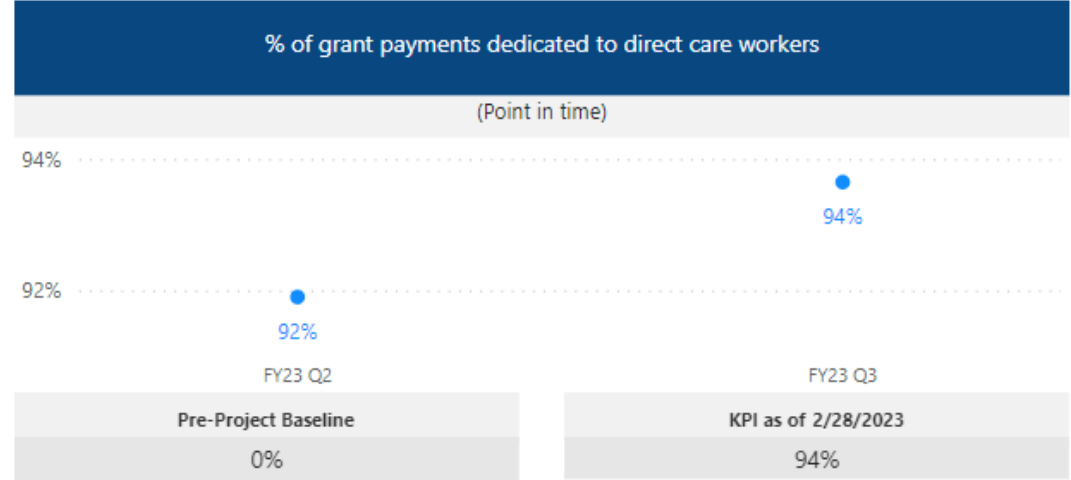 % of grant payments dedicated to direct care workers
(Point in time)
94%
94%
92%
92%
FY23 Q2 FY23 Q3
Pre-Project Baseline KPI as of 2/28/2023
0% 94%